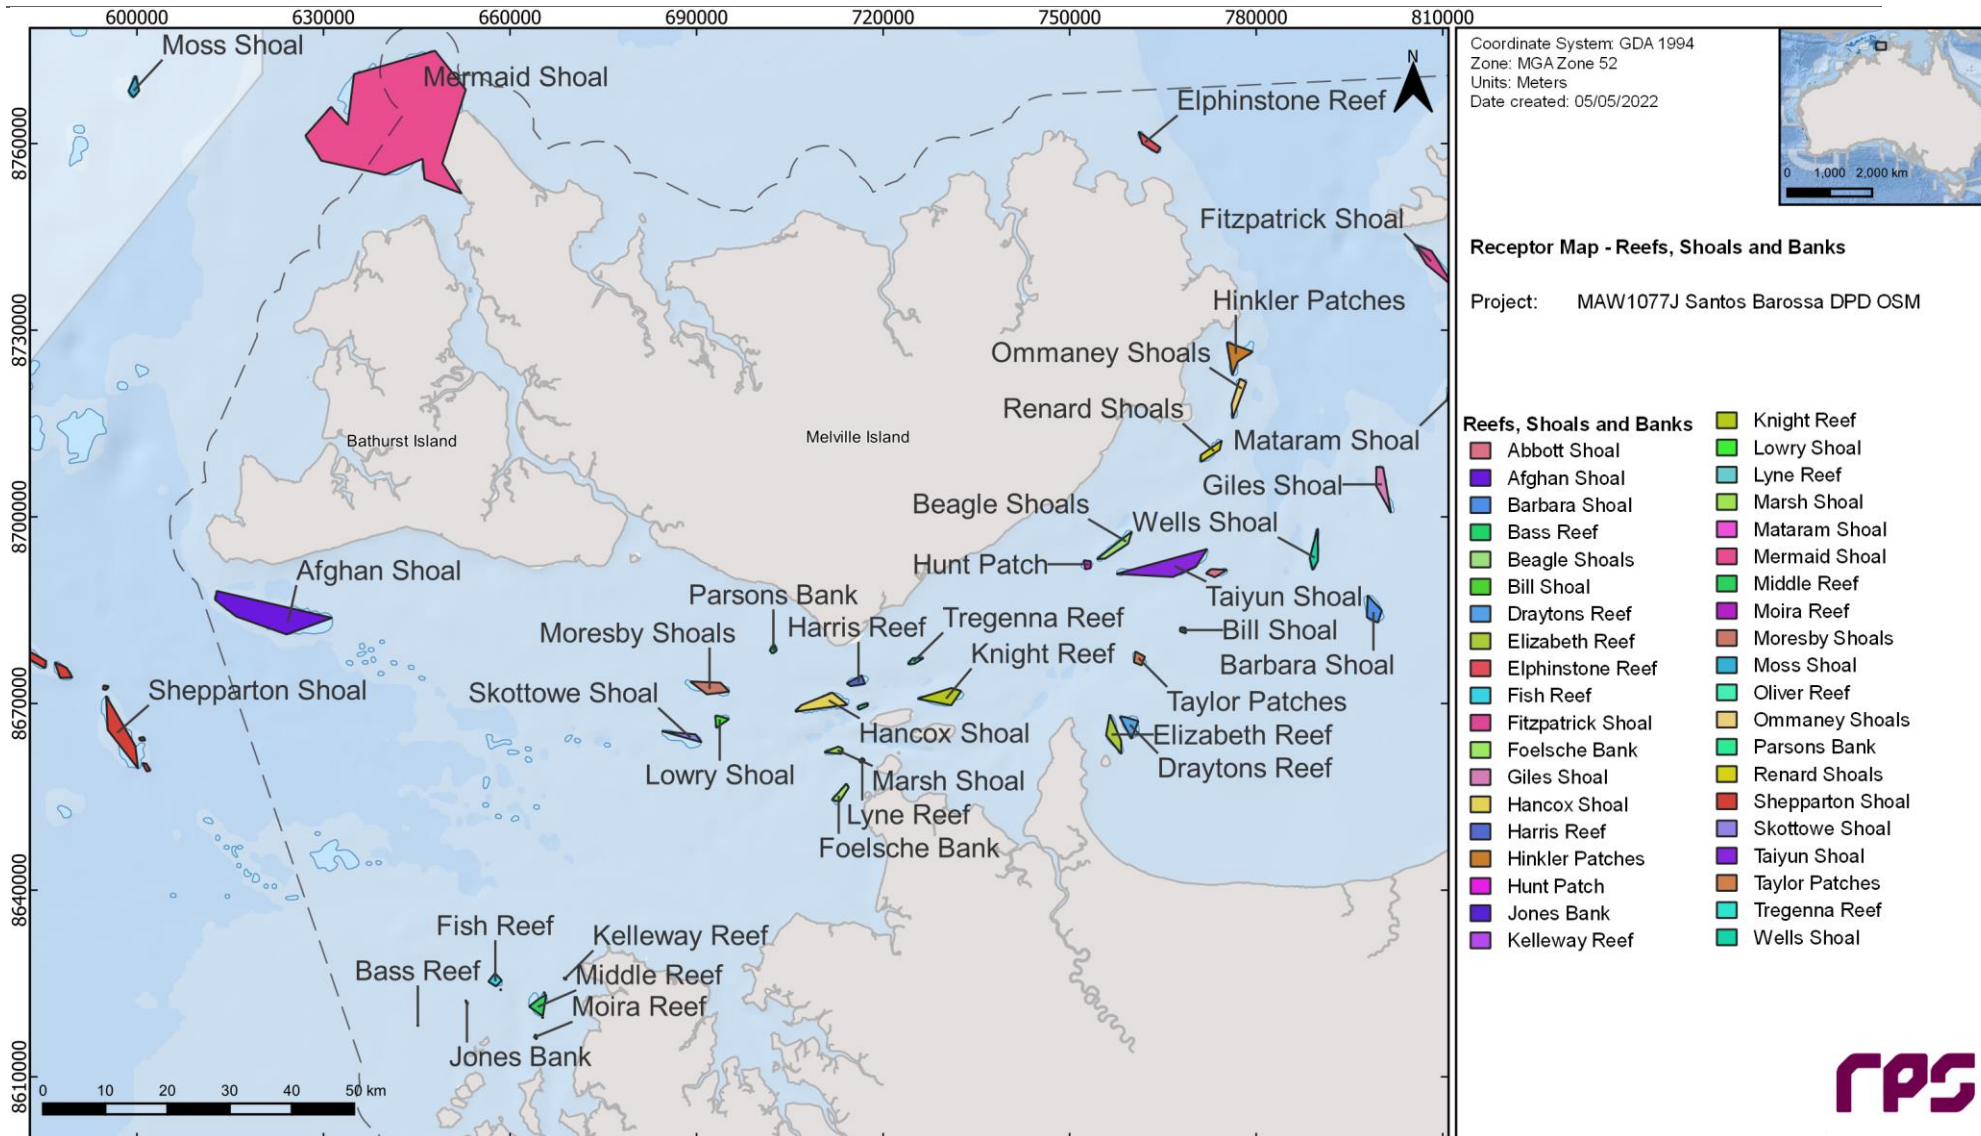 600000
630000
660000
690000
720000
750000
780000
810000
8760000
8730000
8700000
8670000
8640000
8610000
Moss Shoal
Mermaid Shoal
Elphinstone Reef
N
Fitzpatrick Shoal
Hinkler Patches
Ommaney Shoals
Renard Shoals
Mataram Shoal
Bathurst Island
Melville Island
Giles Shoal
Beagle Shoals
Wells Shoal
Hunt Patch
Afghan Shoal
Parsons Bank
Taiyun Shoal
Harris Reef
Tregenna Reef
Bill Shoal
Moresby Shoals
Knight Reef
Barbara Shoal
Shepparton Shoal
Skottowe Shoal
Taylor Patches
Hancox Shoal
Elizabeth Reef
Draytons Reef
Lowry Shoal
Marsh Shoal
Lyne Reef
Foelsche Bank
Fish Reef
Kelleway Reef
Bass Reef
Middle Reef
Moira Reef
Jones Bank
0 10 20 30 40 50 km
Coordinate System: GDA 1994
Zone: MGA Zone 52
Units: Meters
Date created: 05/05/2022
0 1,000 2,000 km
Receptor Map - Reefs, Shoals and Banks
Project: MAW1077J Santos Barossa DPD OSM
Reefs, Shoals and Banks
Abbott Shoal
Afghan Shoal
Barbara Shoal
Bass Reef
Beagle Shoals
Bill Shoal
Draytons Reef
Elizabeth Reef
Elphinstone Reef
Fish Reef
Fitzpatrick Shoal
Foelsche Bank
Giles Shoal
Hancox Shoal
Harris Reef
Hinkler Patches
Hunt Patch
Jones Bank
Kelleway Reef
Knight Reef
Lowry Shoal
Lyne Reef
Marsh Shoal
Mataram Shoal
Mermaid Shoal
Middle Reef
Moira Reef
Moresby Shoals
Moss Shoal
Oliver Reef
Ommaney Shoals
Parsons Bank
Renard Shoals
Shepparton Shoal
Skottowe Shoal
Taiyun Shoal
Taylor Patches
Tregenna Reef
Wells Shoal
rps